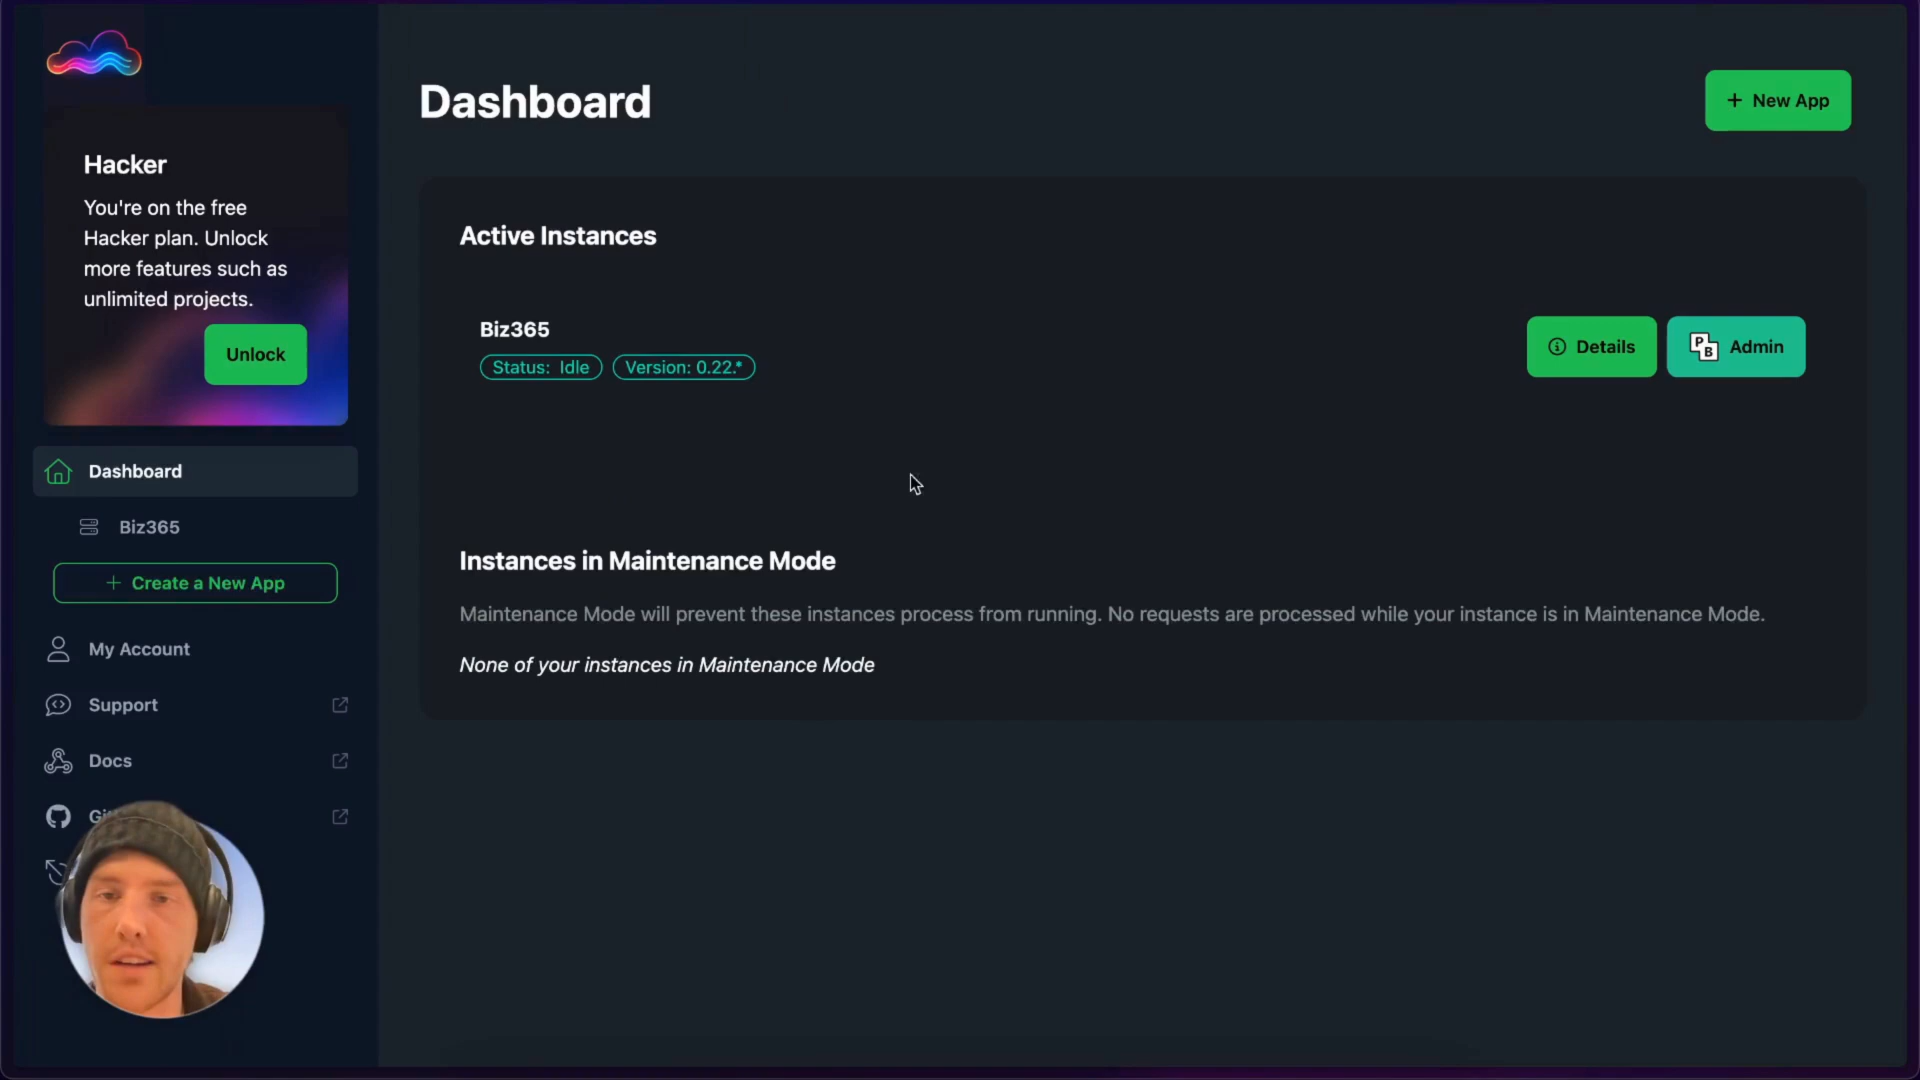 Hacker
You're on the free
Hacker plan. Unlock
more features such as
unlimited projects.
Unlock
Dashboard
Biz365
+ Create a New App
My Account
Support
Docs
Dashboard
+ New App
Active Instances
Biz365
Status: Idle
Version: 0.22.*
Details
PB Admin
Instances in Maintenance Mode
Maintenance Mode will prevent these instances process from running. No requests are processed while your instance is in Maintenance Mode.
None of your instances in Maintenance Mode